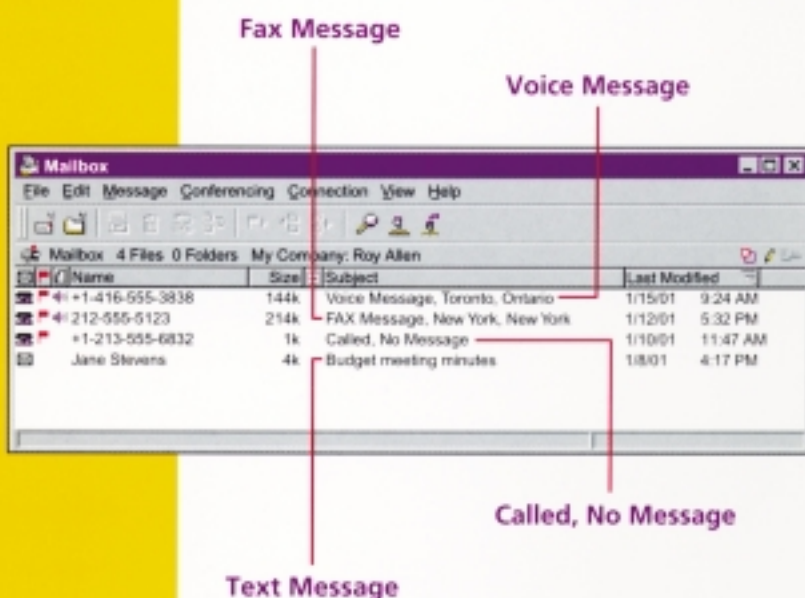 Fax Message
Voice Message
Mailbox
File Edit Message Conferencing Connection View Help
Mailbox 4 Files 0 Folders My Company: Roy Allen
Name Size Subject Last Modified
+1-416-555-3838 144k Voice Message, Toronto, Ontario 1/15/01 9:24 AM
212-555-5123 214k FAX Message, New York, New York 1/12/01 5:32 PM
+1-213-555-6832 1k Called, No Message 1/10/01 11:47 AM
Jane Stevens 4k Budget meeting minutes 1/8/01 4:17 PM
Called, No Message
Text Message